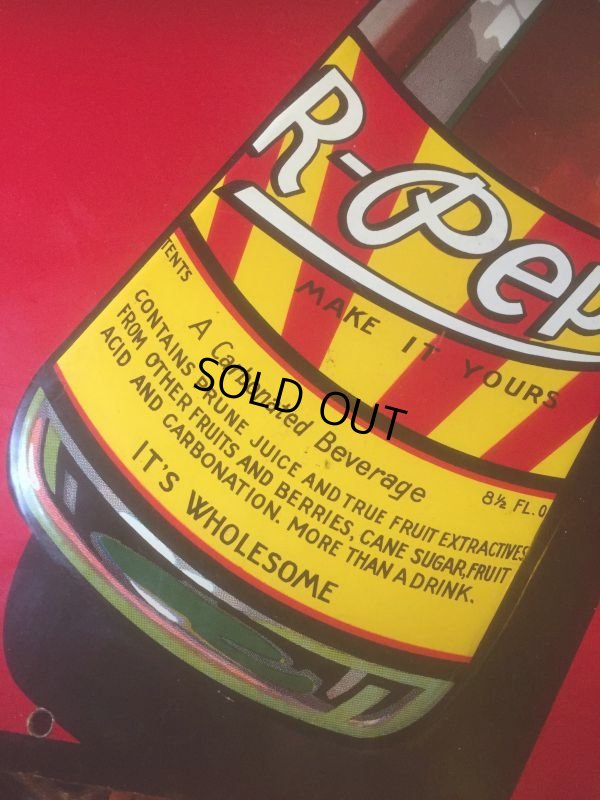 R-Pep
MAKE IT YOURS
TENTS
8½ FL. O
A Carbonated Beverage
CONTAINS PRUNE JUICE AND TRUE FRUIT EXTRACTIVES
FROM OTHER FRUITS AND BERRIES, CANE SUGAR, FRUIT
ACID AND CARBONATION. MORE THAN A DRINK.
IT'S WHOLESOME
SOLD OUT